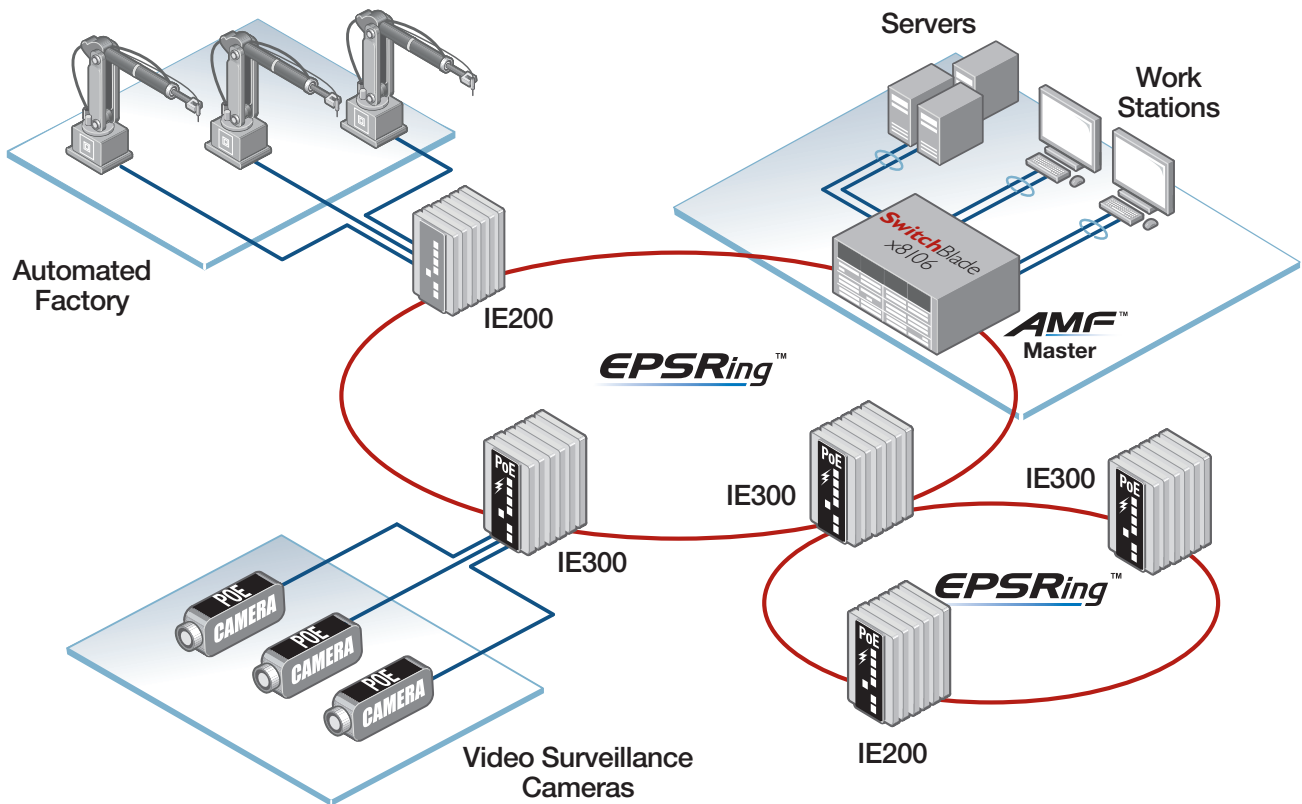 Servers
Work
Stations
Automated
Factory
IE200
SwitchBlade
x8106
AMF™
Master
EPSRing™
PoE
IE300
PoE
IE300
PoE
IE300
EPSRing™
PoE
IE200
POE
CAMERA
POE
CAMERA
POE
CAMERA
Video Surveillance
Cameras